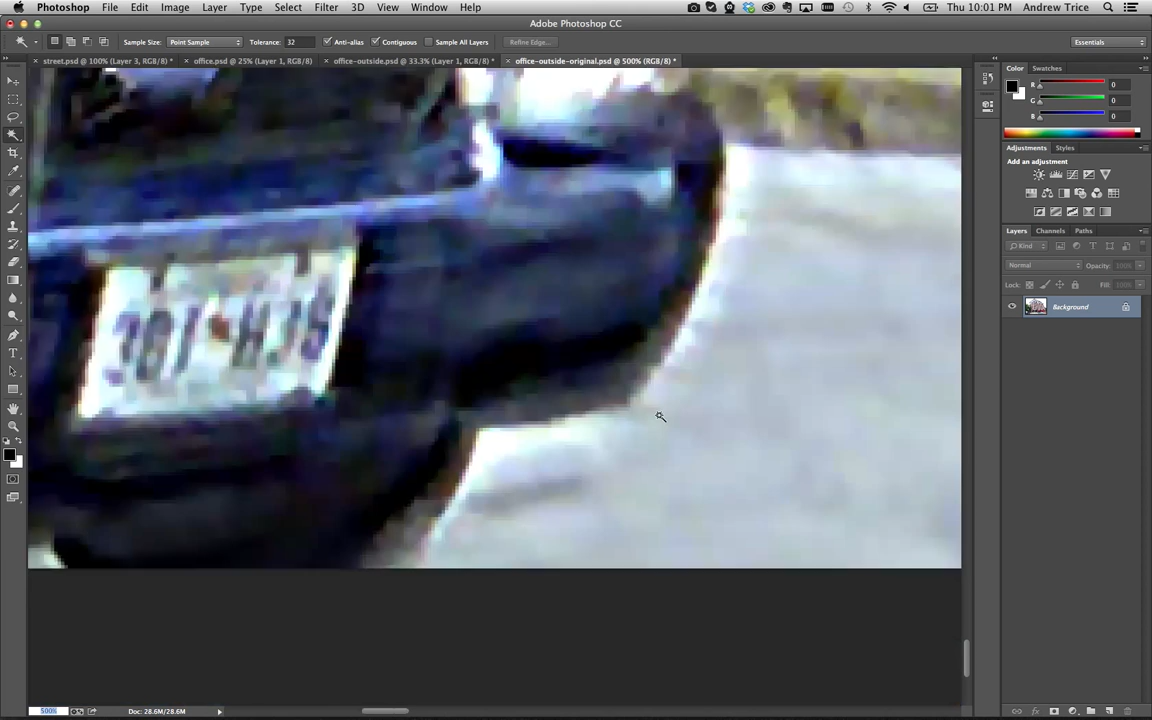 Photoshop File Edit Image Layer Type Select Filter 3D View Window Help Thu 10:01 PM Andrew Trice
Adobe Photoshop CC
Sample Size: Point Sample Tolerance: 32 Anti-alias Contiguous Sample All Layers Refine Edge... Essentials
street.psd @ 100% (Layer 3, RGB/8) * office.psd @ 25% (Layer 1, RGB/8) office-outside.psd @ 33.3% (Layer 1, RGB/8) * office-outside-original.psd @ 500% (RGB/8) *
Color Swatches
R 0
G 0
B 0
Adjustments Styles
Add an adjustment
Layers Channels Paths
Kind
Normal Opacity: 100%
Lock: Fill: 100%
Background
500% Doc: 28.6M/28.6M